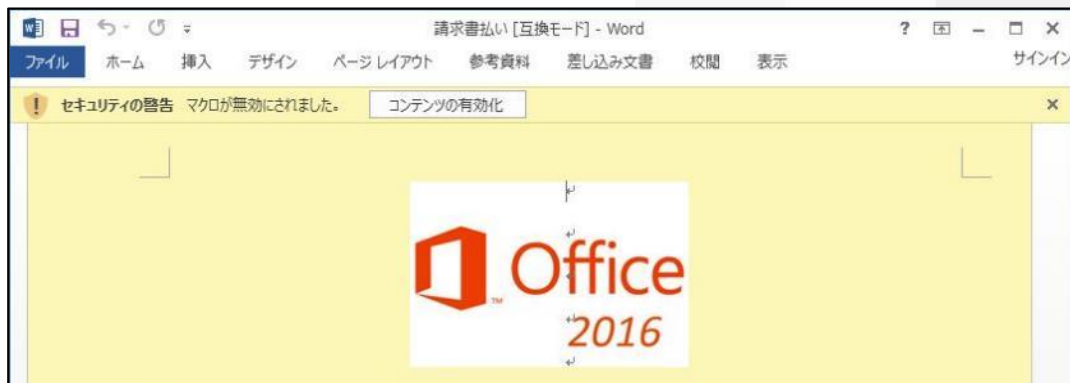 請求書払い [互換モード] - Word
ファイル ホーム 挿入 デザイン ページ レイアウト 参考資料 差し込み文書 校閲 表示 サインイン
セキュリティの警告 マクロが無効にされました。 コンテンツの有効化
Office
TM
2016